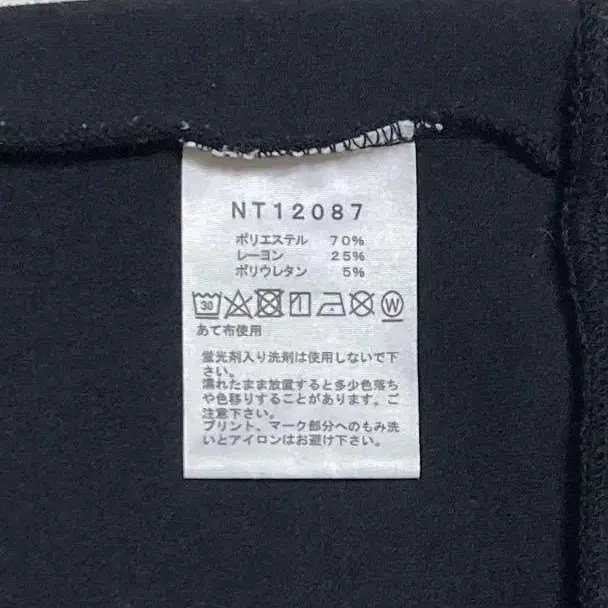 NT12087
ポリエステル 70%
レーヨン 25%
ポリウレタン 5%
30 W
あて布使用
蛍光剤入り洗剤は使用しないで下
さい。
濡れたまま放置すると多少色落ち
や色移りすることがあります。ご
注意下さい。
プリント、マーク部分へのもみ洗
いとアイロンはお避け下さい。